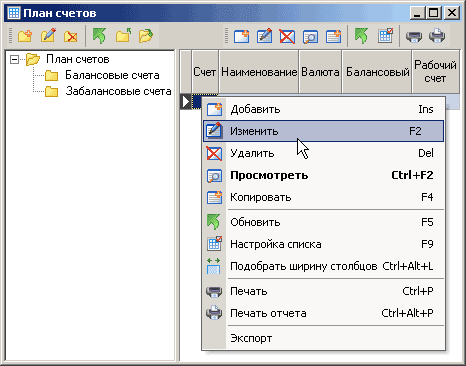 План счетов
План счетов
Балансовые счета
Забалансовые счета
Счет Наименование Валюта Балансовый Рабочий счет
Добавить Ins
Изменить F2
Удалить Del
Просмотреть Ctrl+F2
Копировать F4
Обновить F5
Настройка списка F9
Подобрать ширину столбцов Ctrl+Alt+L
Печать Ctrl+P
Печать отчета Ctrl+Alt+P
Экспорт